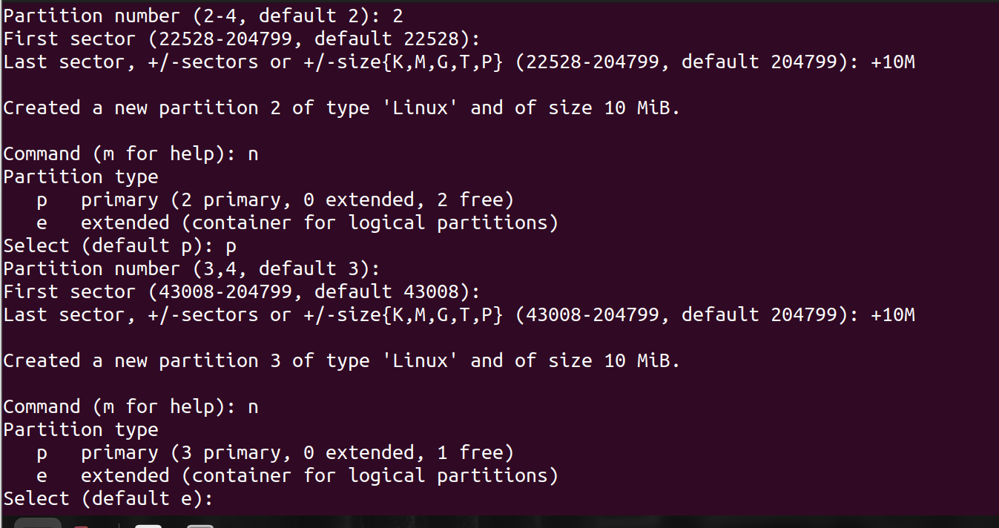 Partition number (2-4, default 2): 2
First sector (22528-204799, default 22528):
Last sector, +/-sectors or +/-size{K,M,G,T,P} (22528-204799, default 204799): +10M
Created a new partition 2 of type 'Linux' and of size 10 MiB.
Command (m for help): n
Partition type
   p   primary (2 primary, 0 extended, 2 free)
   e   extended (container for logical partitions)
Select (default p): p
Partition number (3,4, default 3):
First sector (43008-204799, default 43008):
Last sector, +/-sectors or +/-size{K,M,G,T,P} (43008-204799, default 204799): +10M
Created a new partition 3 of type 'Linux' and of size 10 MiB.
Command (m for help): n
Partition type
   p   primary (3 primary, 0 extended, 1 free)
   e   extended (container for logical partitions)
Select (default e):